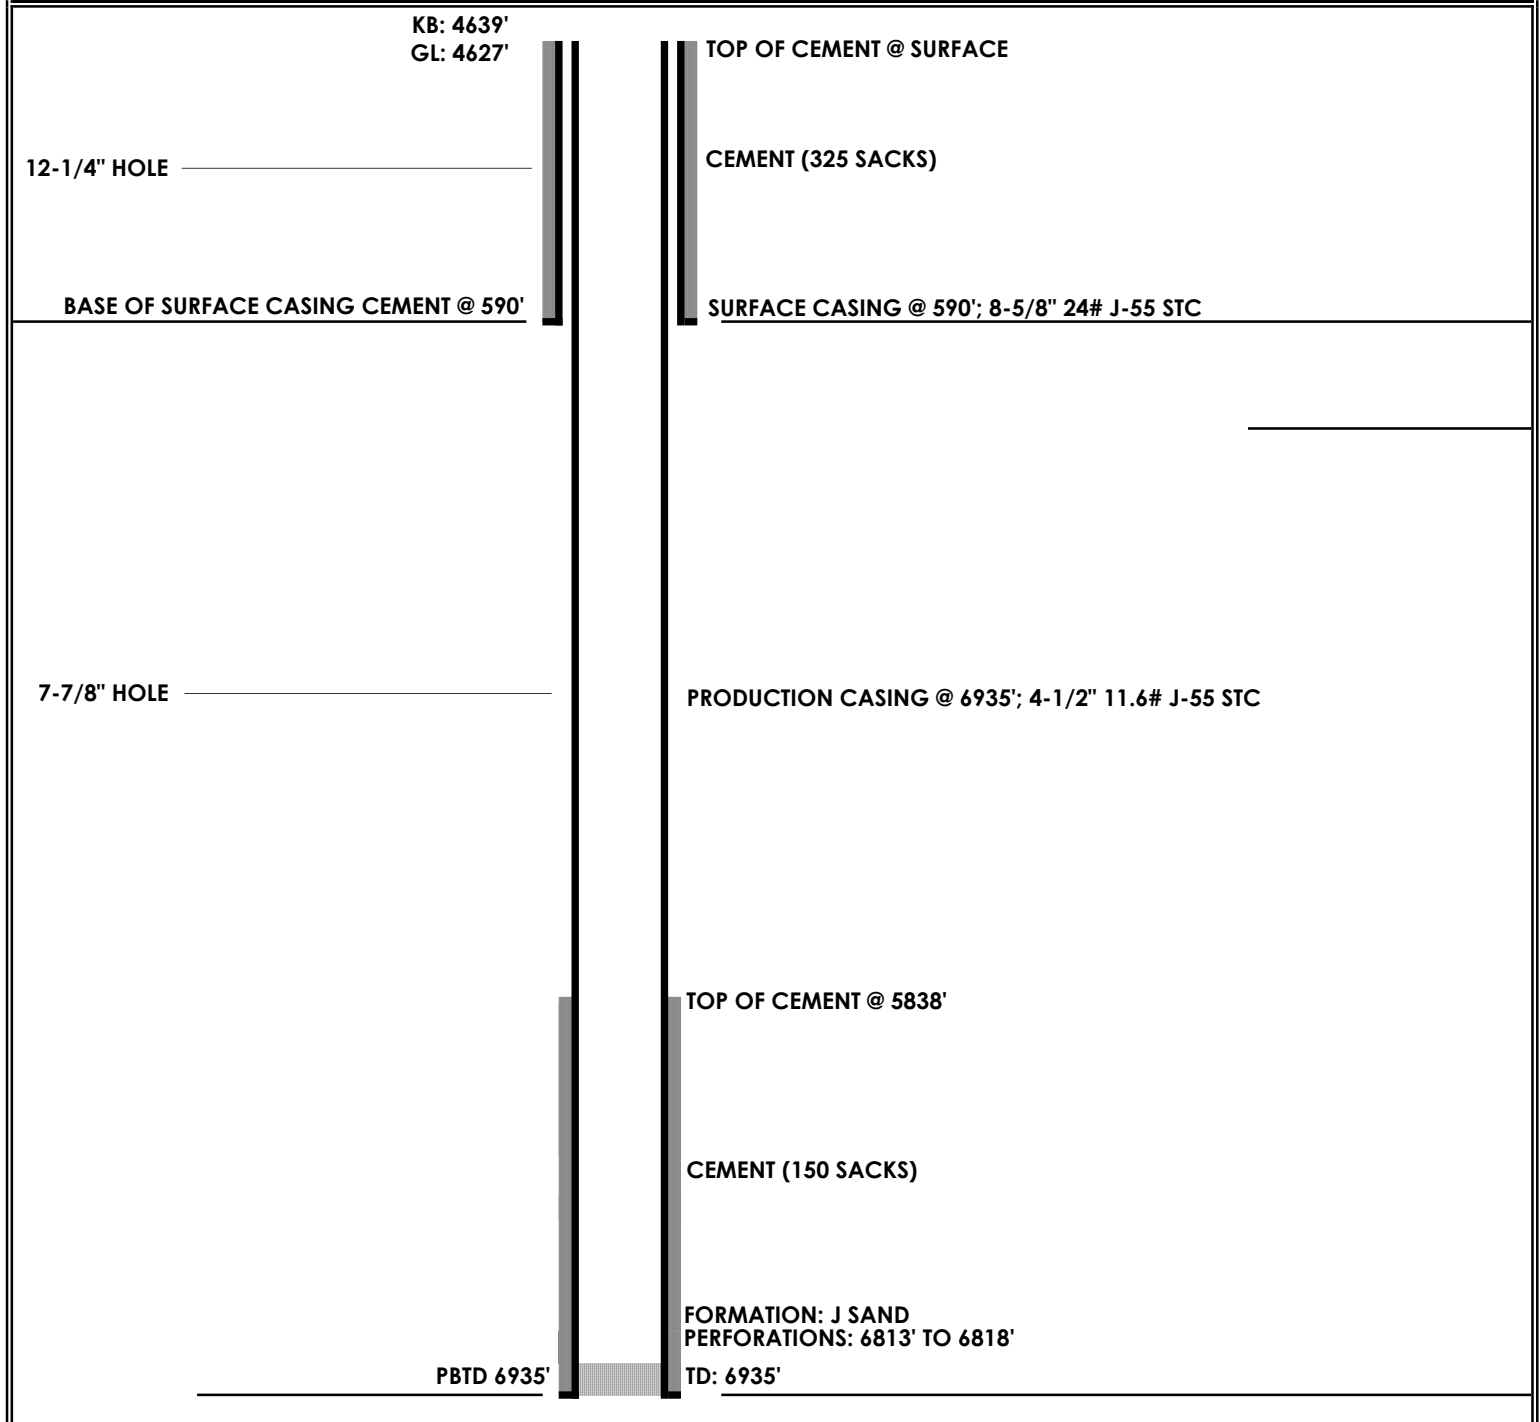 KB: 4639'
GL: 4627'
TOP OF CEMENT @ SURFACE
12-1/4" HOLE
CEMENT (325 SACKS)
BASE OF SURFACE CASING CEMENT @ 590'
SURFACE CASING @ 590'; 8-5/8" 24# J-55 STC
7-7/8" HOLE
PRODUCTION CASING @ 6935'; 4-1/2" 11.6# J-55 STC
TOP OF CEMENT @ 5838'
CEMENT (150 SACKS)
FORMATION: J SAND
PERFORATIONS: 6813' TO 6818'
PBTD 6935'
TD: 6935'